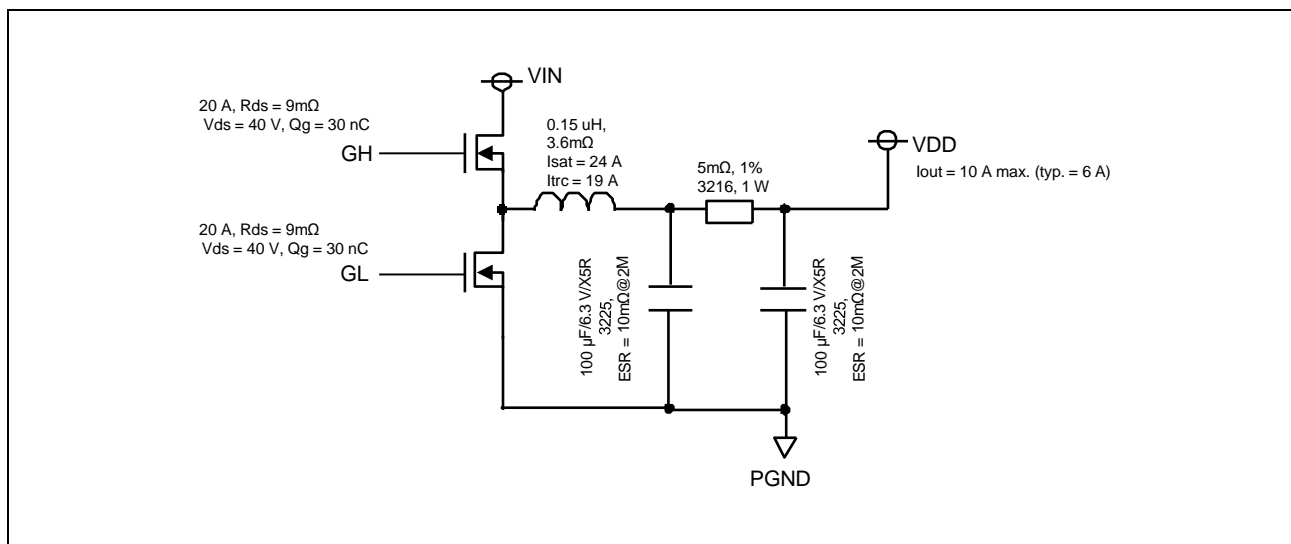 VIN
20 A, Rds = 9mΩ
Vds = 40 V, Qg = 30 nC
GH
0.15 uH,
3.6mΩ
Isat = 24 A
Itrc = 19 A
5mΩ, 1%
3216, 1 W
VDD
Iout = 10 A max. (typ. = 6 A)
20 A, Rds = 9mΩ
Vds = 40 V, Qg = 30 nC
GL
100 µF/6.3 V/X5R
3225,
ESR = 10mΩ@2M
100 µF/6.3 V/X5R
3225,
ESR = 10mΩ@2M
PGND